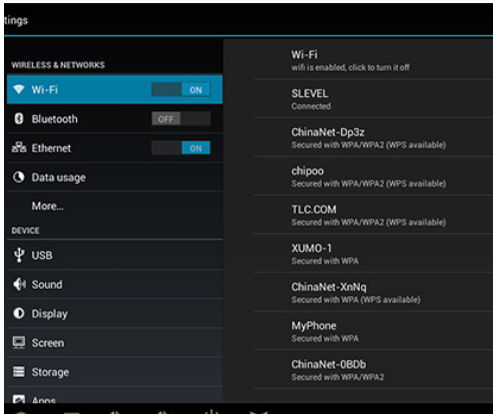 tings
WIRELESS & NETWORKS
Wi-Fi
ON
Bluetooth
OFF
Ethernet
ON
Data usage
More...
DEVICE
USB
Sound
Display
Screen
Storage
Apps
Wi-Fi
wifi is enabled, click to turn it off
SLEVEL
Connected
ChinaNet-Dp3z
Secured with WPA/WPA2 (WPS available)
chipoo
Secured with WPA/WPA2 (WPS available)
TLC.COM
Secured with WPA/WPA2 (WPS available)
XUMO-1
Secured with WPA
ChinaNet-XnNq
Secured with WPA (WPS available)
MyPhone
Secured with WPA
ChinaNet-0BDb
Secured with WPA/WPA2